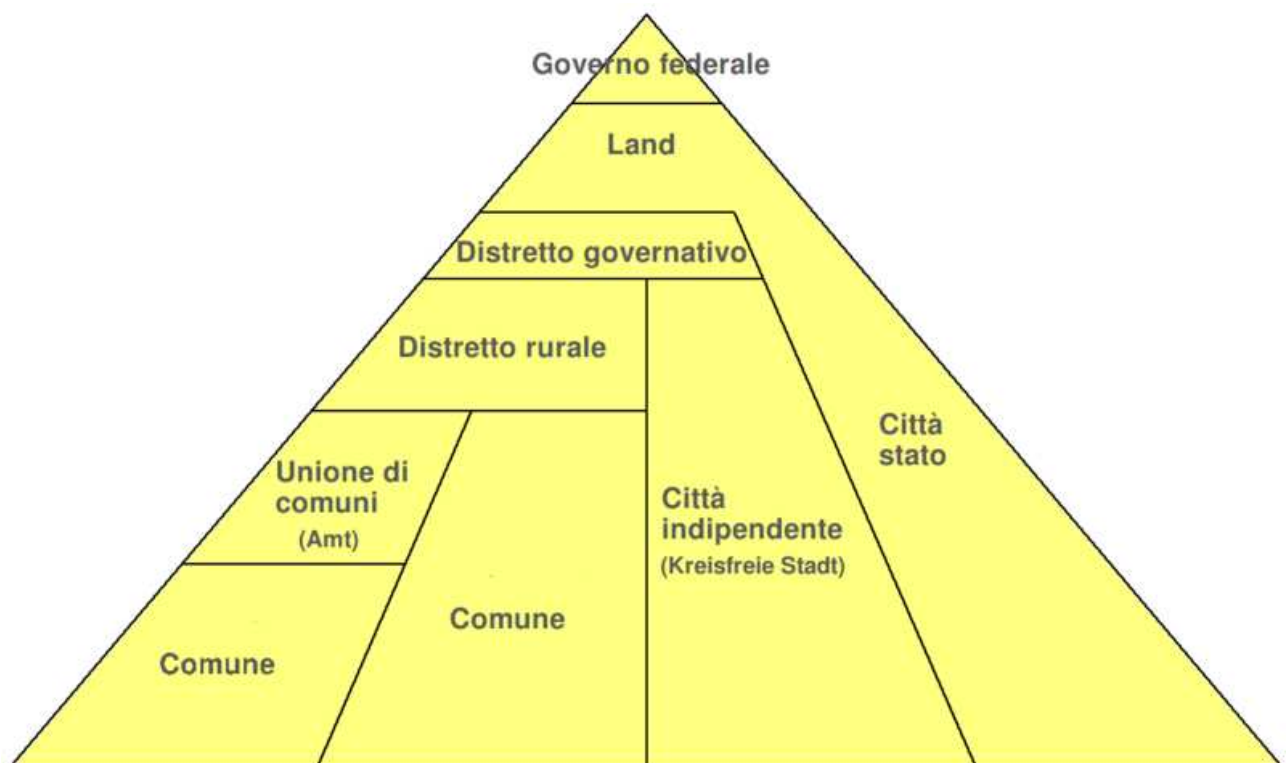 Governo federale
Land
Distretto governativo
Distretto rurale
Città
stato
Unione di
comuni
(Amt)
Città
indipendente
(Kreisfreie Stadt)
Comune
Comune